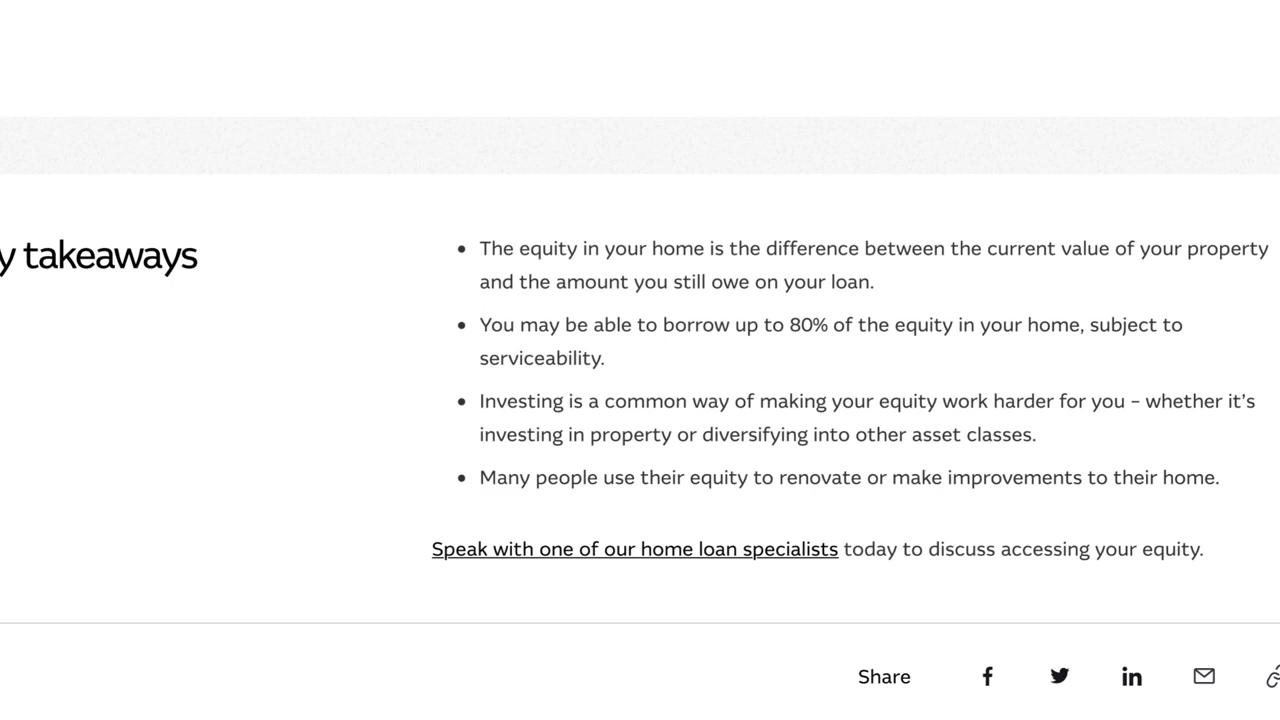 y takeaways
The equity in your home is the difference between the current value of your property
and the amount you still owe on your loan.
You may be able to borrow up to 80% of the equity in your home, subject to
serviceability.
Investing is a common way of making your equity work harder for you – whether it’s
investing in property or diversifying into other asset classes.
Many people use their equity to renovate or make improvements to their home.
Speak with one of our home loan specialists today to discuss accessing your equity.
Share